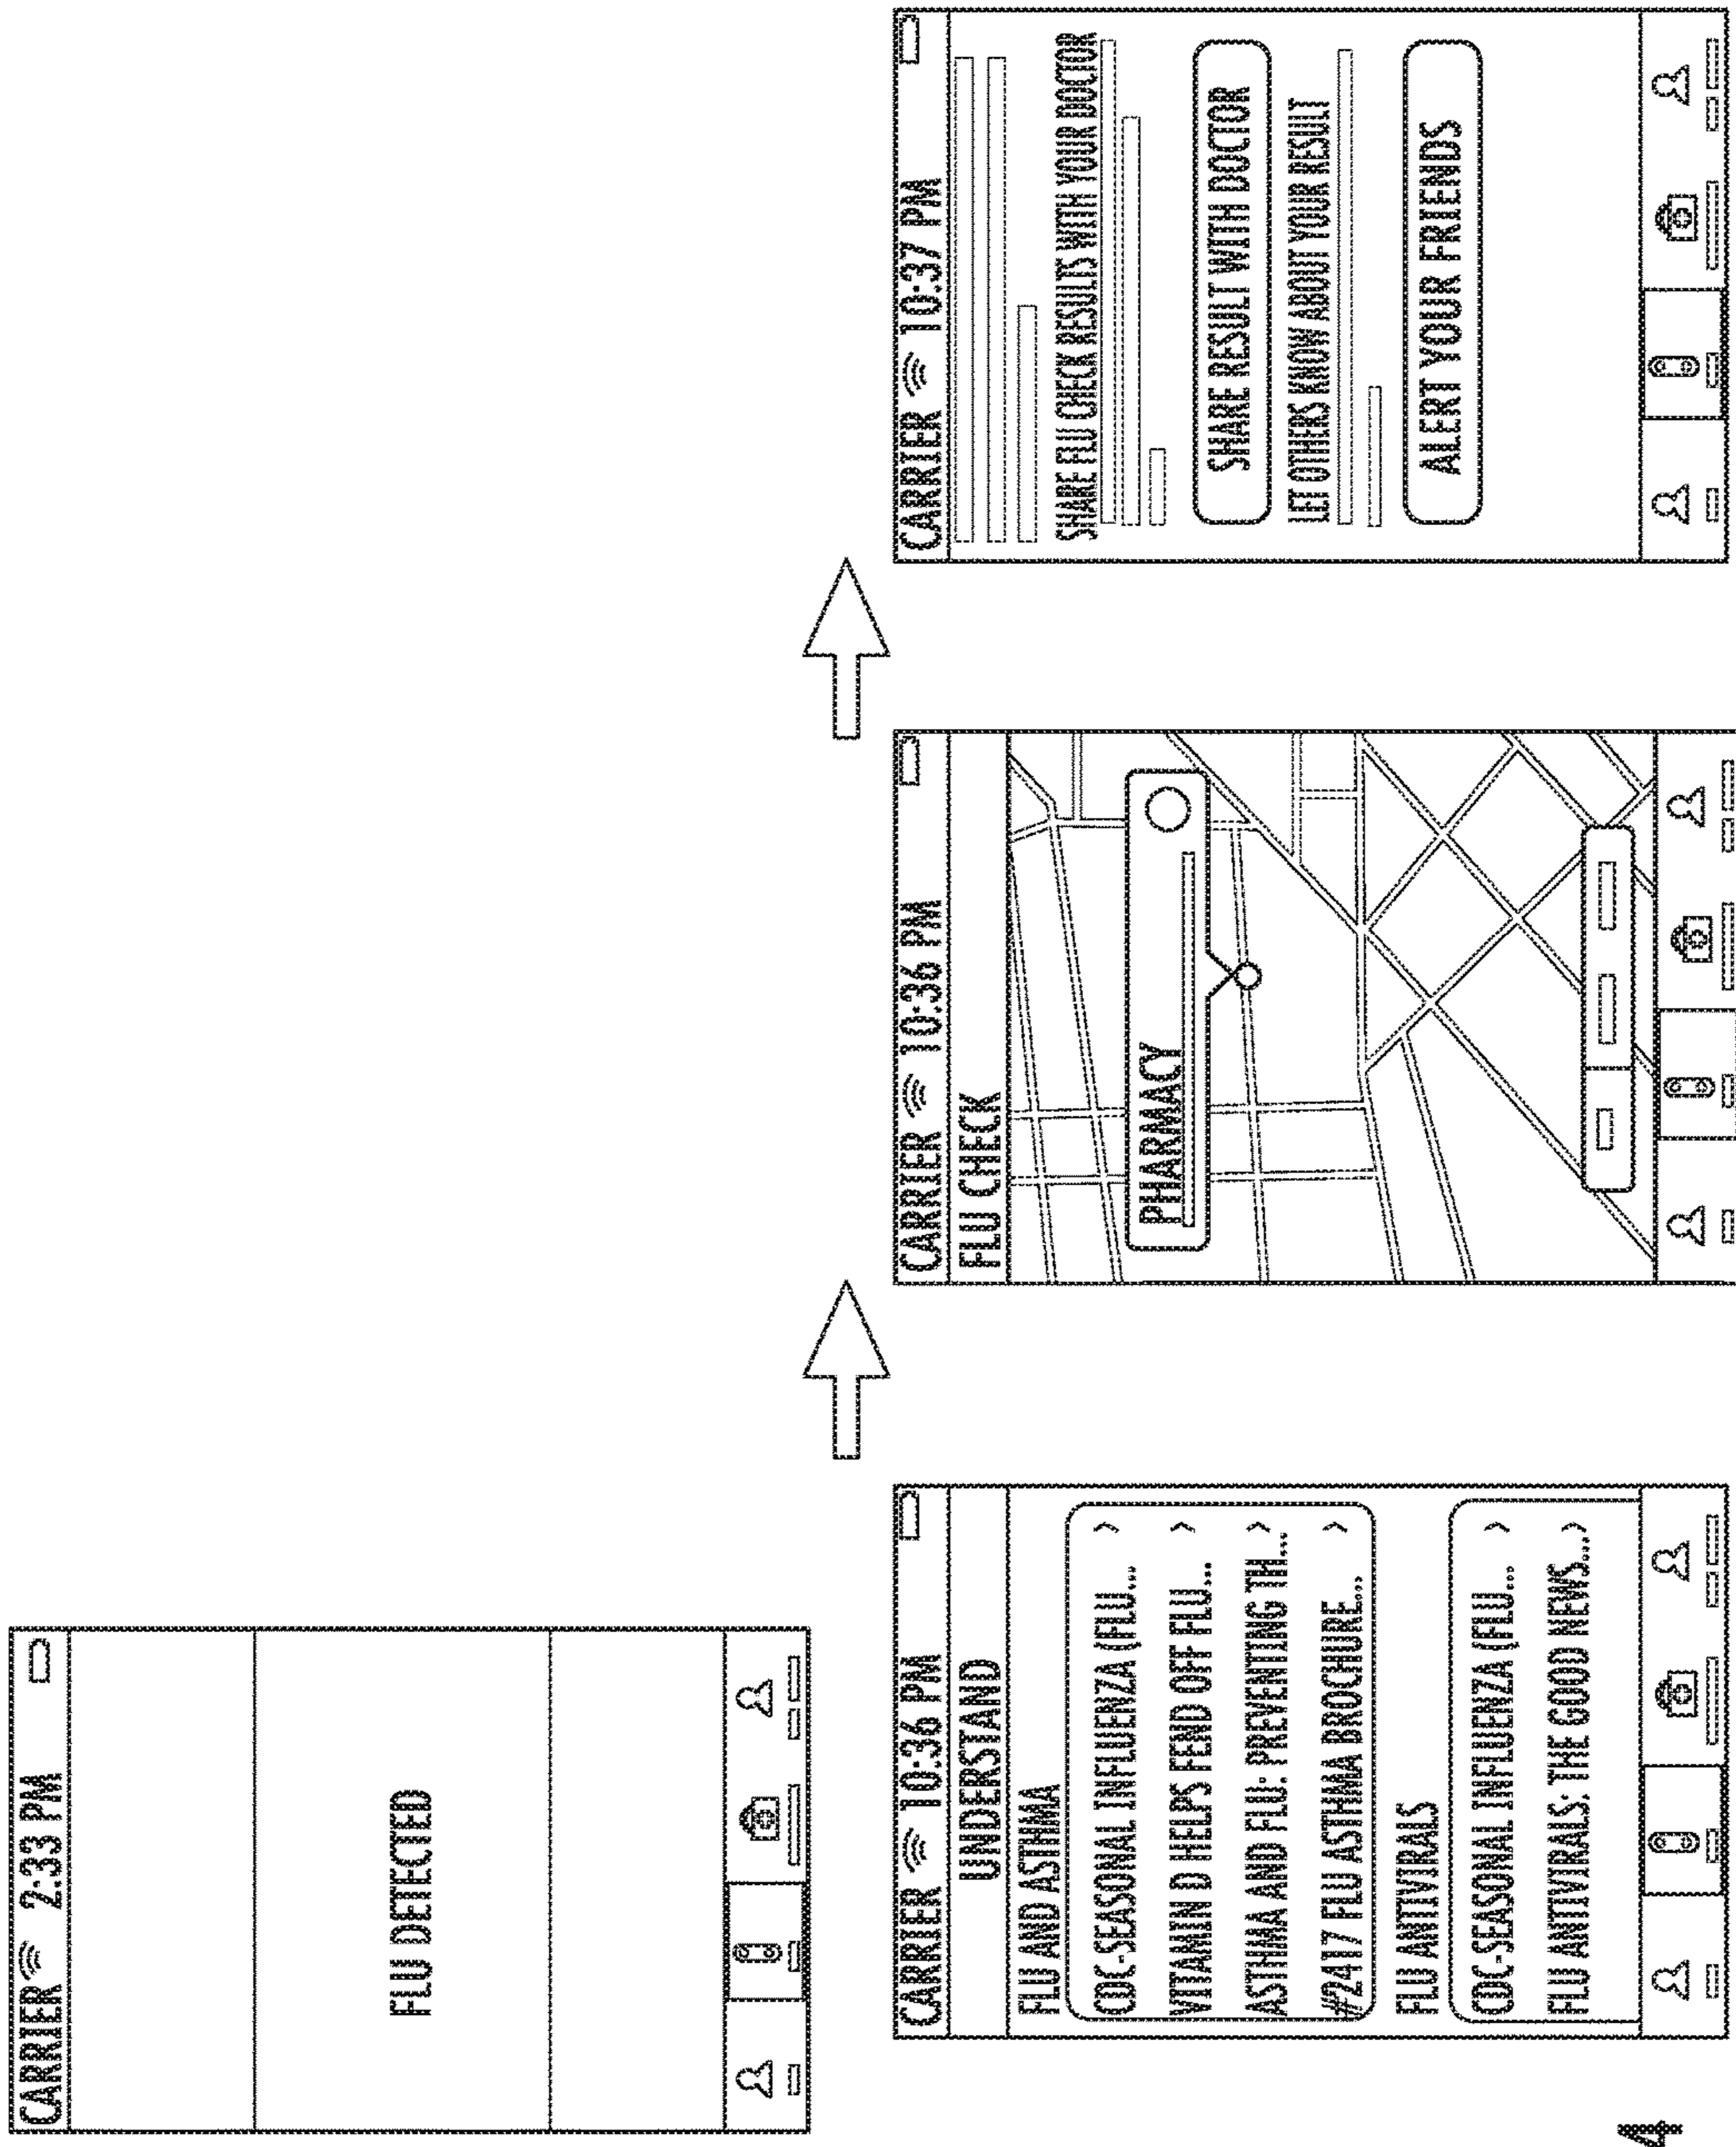 CARRIER 2:33 PM
FLU DETECTED
CARRIER 10:36 PM
UNDERSTAND
FLU AND ASTHMA
CDC-SEASONAL INFLUENZA (FLU...
VITAMIN D HELPS FEND OFF FLU...
ASTHMA AND FLU: PREVENTING TH...
#2417 FLU ASTHMA BROCHURE...
FLU ANTIVIRALS
CDC-SEASONAL INFLUENZA (FLU...
FLU ANTIVIRALS: THE GOOD NEWS...
CARRIER 10:36 PM
FLU CHECK
PHARMACY
CARRIER 10:37 PM
SHARE FLU CHECK RESULTS WITH YOUR DOCTOR
SHARE RESULT WITH DOCTOR
LET OTHERS KNOW ABOUT YOUR RESULT
ALERT YOUR FRIENDS